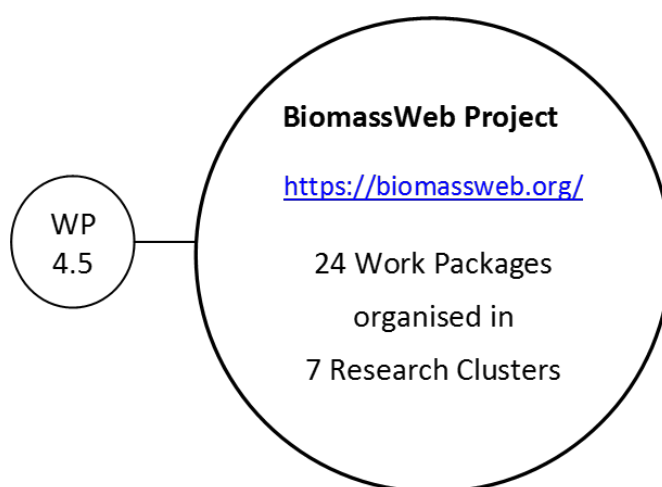 BiomassWeb Project
https://biomassweb.org/
WP
4.5
24 Work Packages
organised in
7 Research Clusters